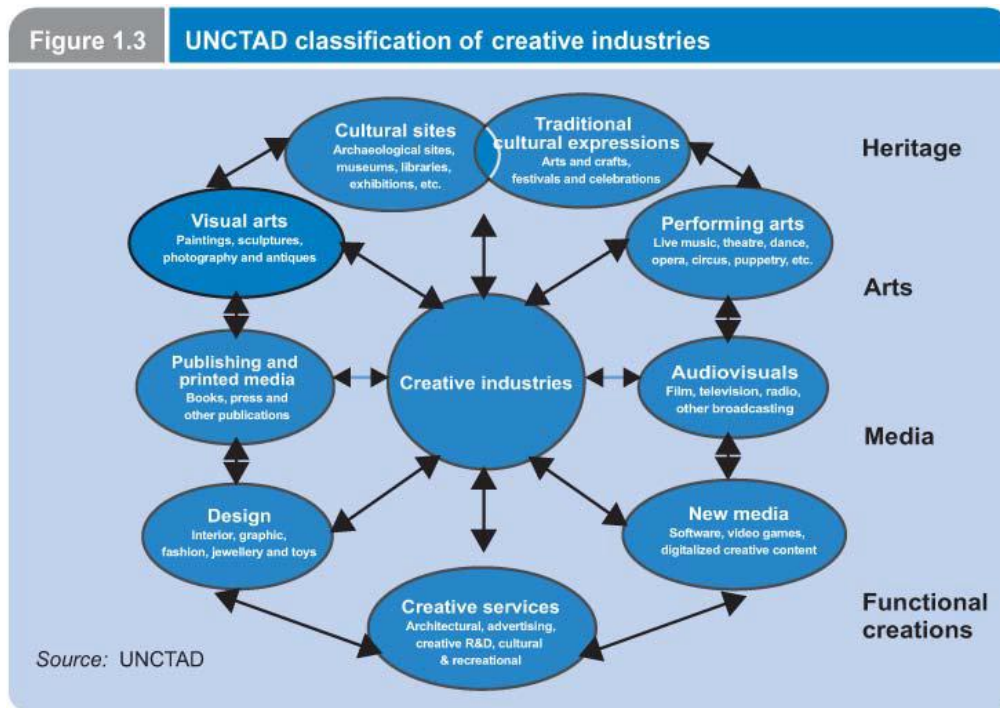 Figure 1.3
UNCTAD classification of creative industries
Cultural sites
Archaeological sites,
museums, libraries,
exhibitions, etc.
Traditional
cultural expressions
Arts and crafts,
festivals and celebrations
Heritage
Visual arts
Paintings, sculptures,
photography and antiques
Performing arts
Live music, theatre, dance,
opera, circus, puppetry, etc.
Arts
Publishing and
printed media
Books, press and
other publications
Creative industries
Audiovisuals
Film, television, radio,
other broadcasting
Media
Design
Interior, graphic,
fashion, jewellery and toys
New media
Software, video games,
digitalized creative content
Creative services
Architectural, advertising,
creative R&D, cultural
& recreational
Functional
creations
Source: UNCTAD